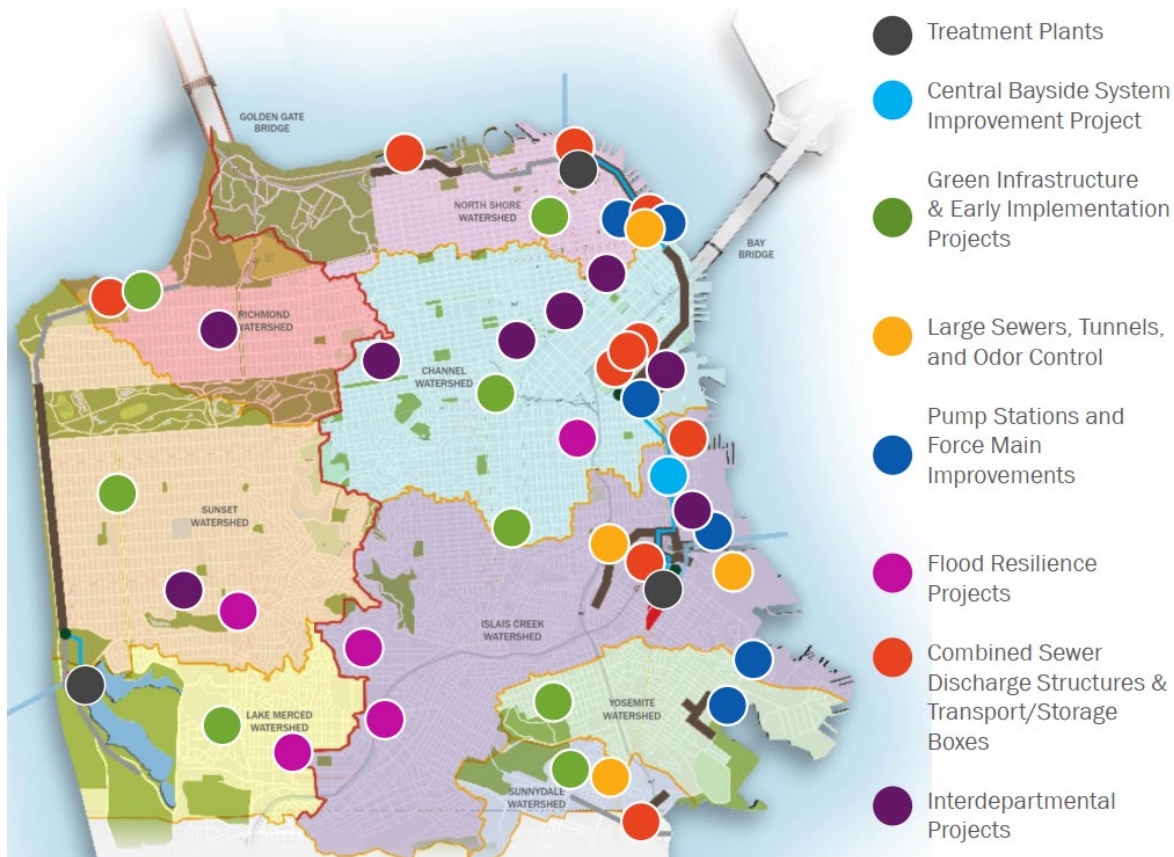 GOLDEN GATE
BRIDGE
NORTH SHORE
WATERSHED
BAY
BRIDGE
RICHMOND
WATERSHED
CHANNEL
WATERSHED
SUNSET
WATERSHED
ISLAIS CREEK
WATERSHED
LAKE MERCED
WATERSHED
YOSEMITE
WATERSHED
SUNNYDALE
WATERSHED
Treatment Plants
Central Bayside System
Improvement Project
Green Infrastructure
& Early Implementation
Projects
Large Sewers, Tunnels,
and Odor Control
Pump Stations and
Force Main
Improvements
Flood Resilience
Projects
Combined Sewer
Discharge Structures &
Transport/Storage
Boxes
Interdepartmental
Projects